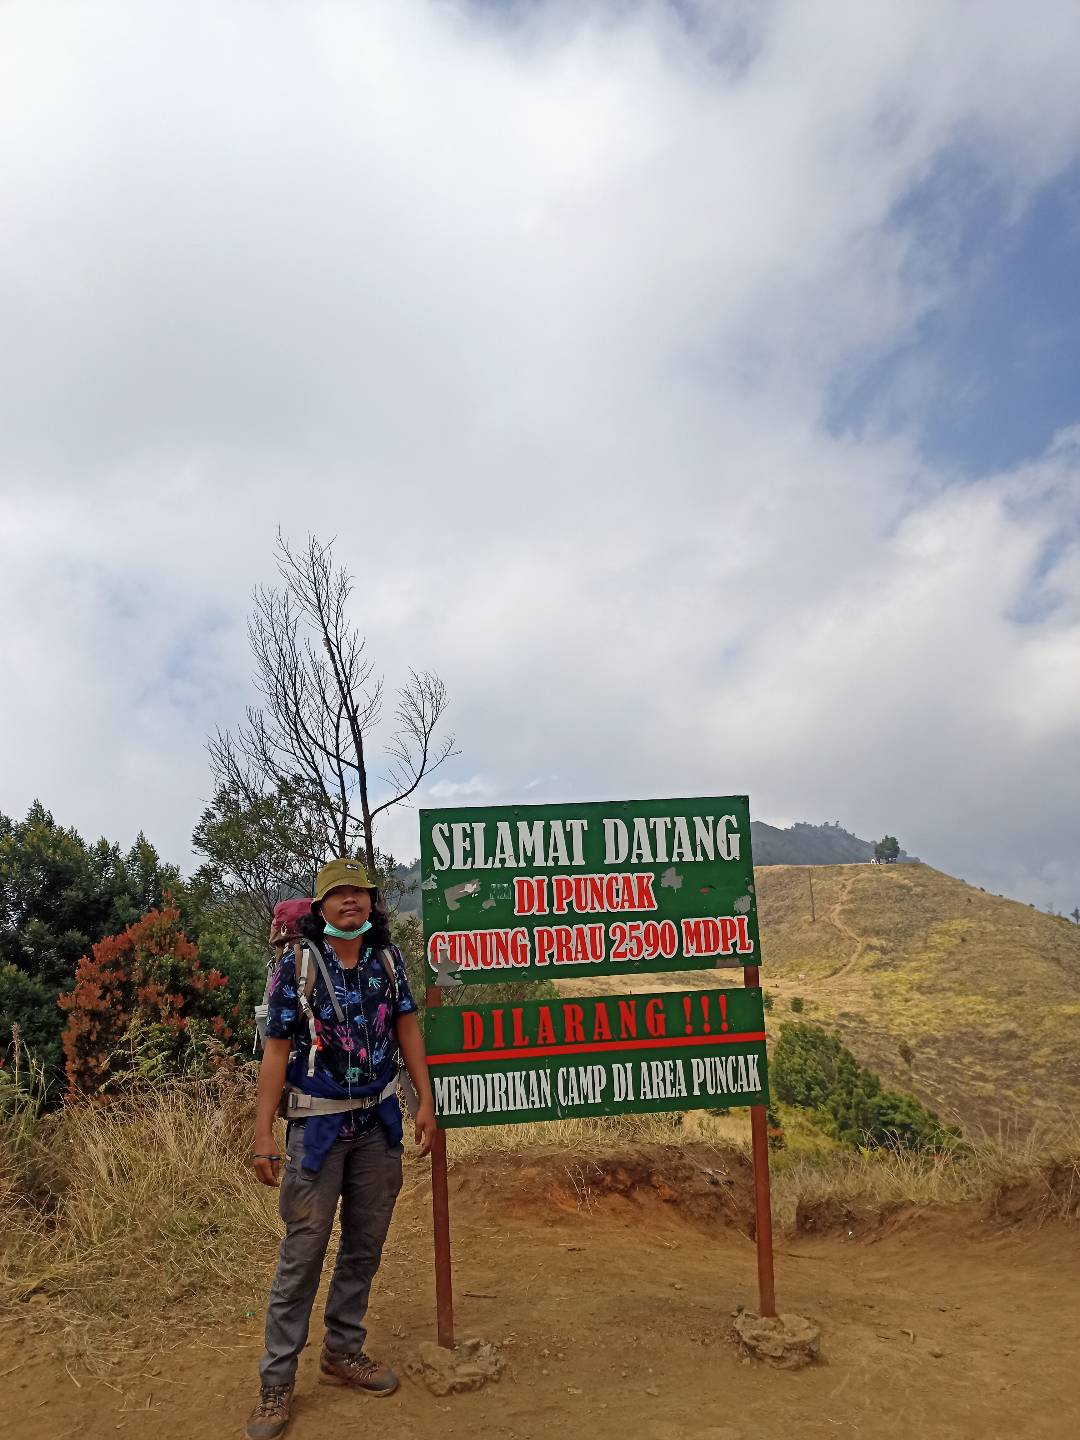 SELAMAT DATANG
DI PUNCAK
GUNUNG PRAU 2590 MDPL
DILARANG !!!
MENDIRIKAN CAMP DI AREA PUNCAK